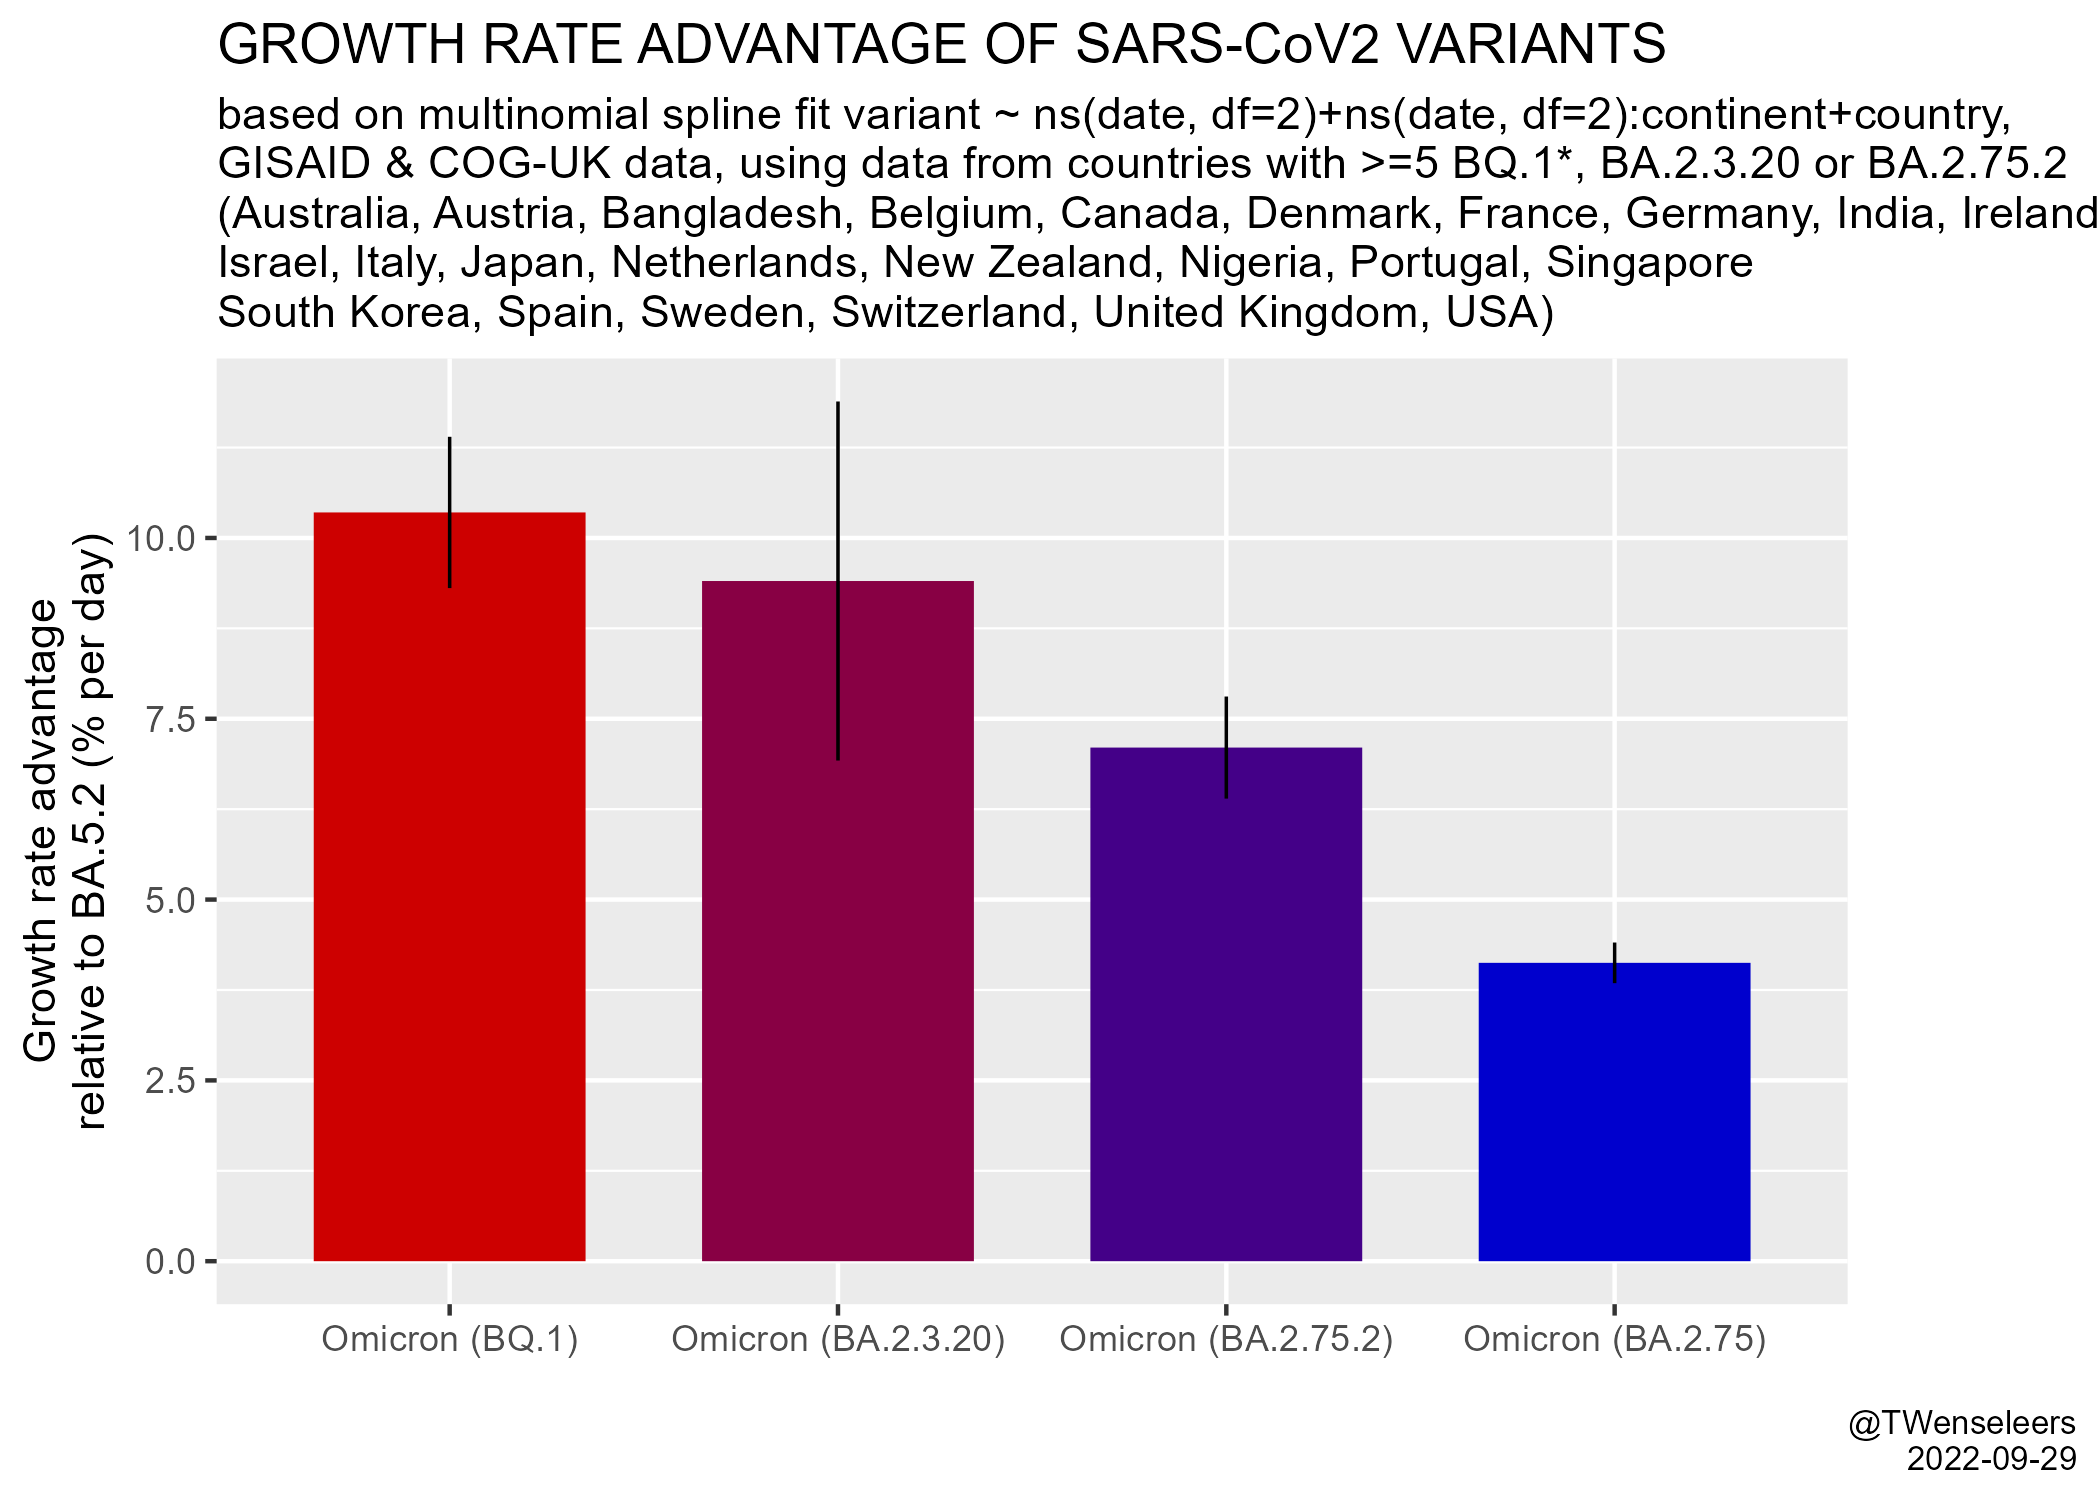 GROWTH RATE ADVANTAGE OF SARS-CoV2 VARIANTS
based on multinomial spline fit variant ~ ns(date, df=2)+ns(date, df=2):continent+country,
GISAID & COG-UK data, using data from countries with >=5 BQ.1*, BA.2.3.20 or BA.2.75.2
(Australia, Austria, Bangladesh, Belgium, Canada, Denmark, France, Germany, India, Ireland
Israel, Italy, Japan, Netherlands, New Zealand, Nigeria, Portugal, Singapore
South Korea, Spain, Sweden, Switzerland, United Kingdom, USA)
Growth rate advantage
relative to BA.5.2 (% per day)
10.0
7.5
5.0
2.5
0.0
Omicron (BQ.1) Omicron (BA.2.3.20) Omicron (BA.2.75.2) Omicron (BA.2.75)
@TWenseleers
2022-09-29